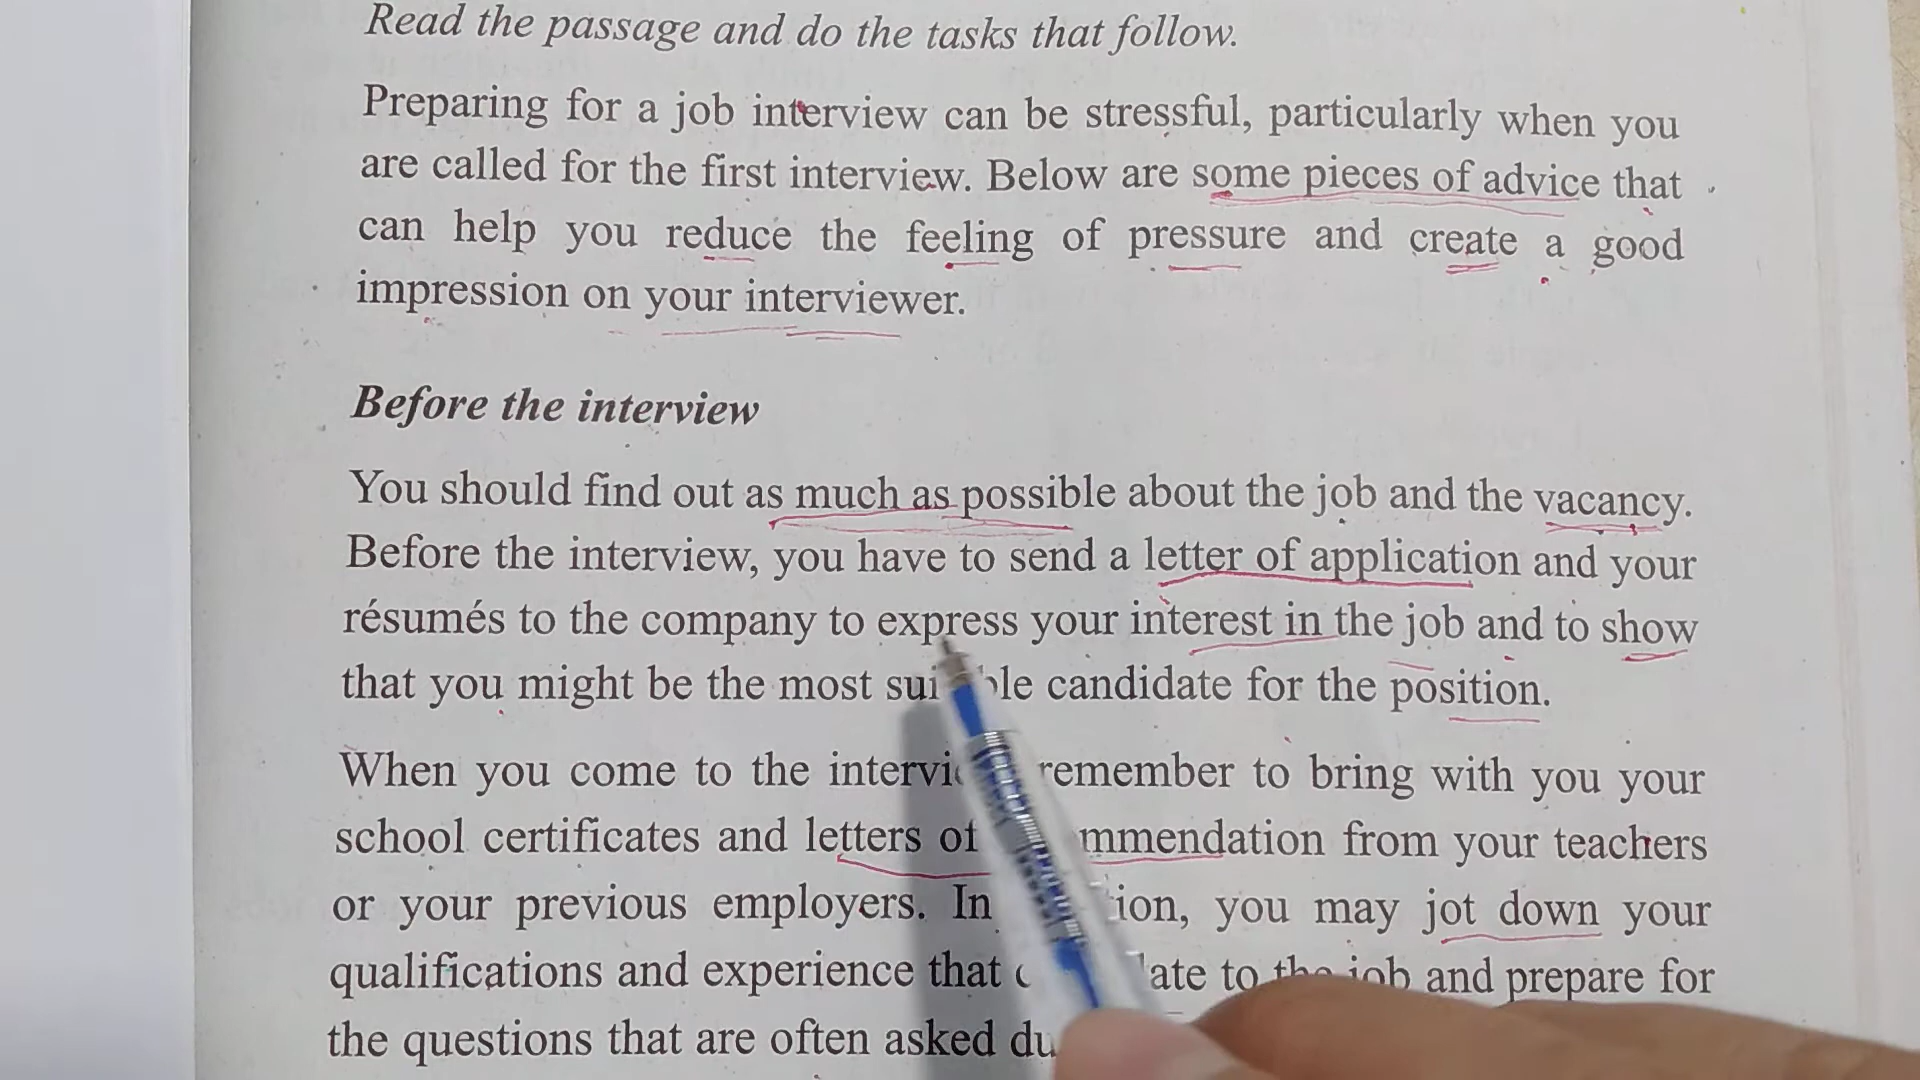 Read the passage and do the tasks that follow.
Preparing for a job interview can be stressful, particularly when you
are called for the first interview. Below are some pieces of advice that
can help you reduce the feeling of pressure and create a good
impression on your interviewer.
Before the interview
You should find out as much as possible about the job and the vacancy.
Before the interview, you have to send a letter of application and your
résumés to the company to express your interest in the job and to show
that you might be the most candidate for the position.
When you come to the remember to bring with you your
school certificates and letters of from your teachers
or your previous employers. In you may jot down your
qualifications and experience that to the job and prepare for
the questions that are often asked